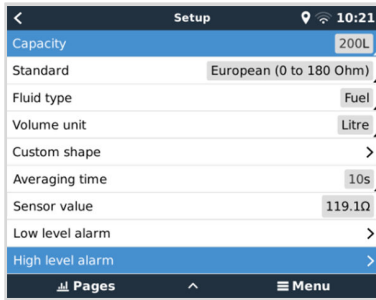 Setup 10:21
Capacity 200L
Standard European (0 to 180 Ohm)
Fluid type Fuel
Volume unit Litre
Custom shape
Averaging time 10s
Sensor value 119.1Ω
Low level alarm
High level alarm
Pages Menu